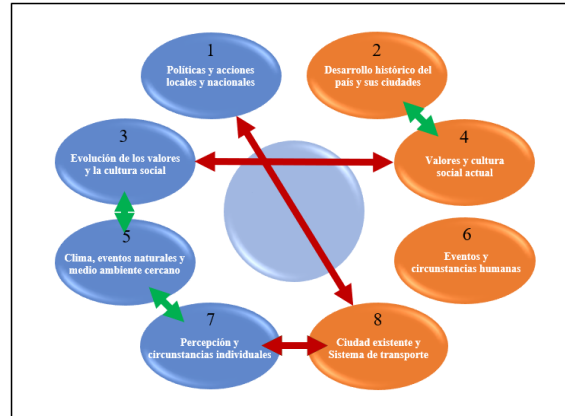 1
Políticas y acciones
locales y nacionales
2
Desarrollo histórico del
país y sus ciudades
3
Evolución de los valores
y la cultura social
4
Valores y cultura
social actual
5
Clima, eventos naturales y
medio ambiente cercano
6
Eventos y
circunstancias humanas
7
Percepción y
circunstancias individuales
8
Ciudad existente y
Sistema de transporte